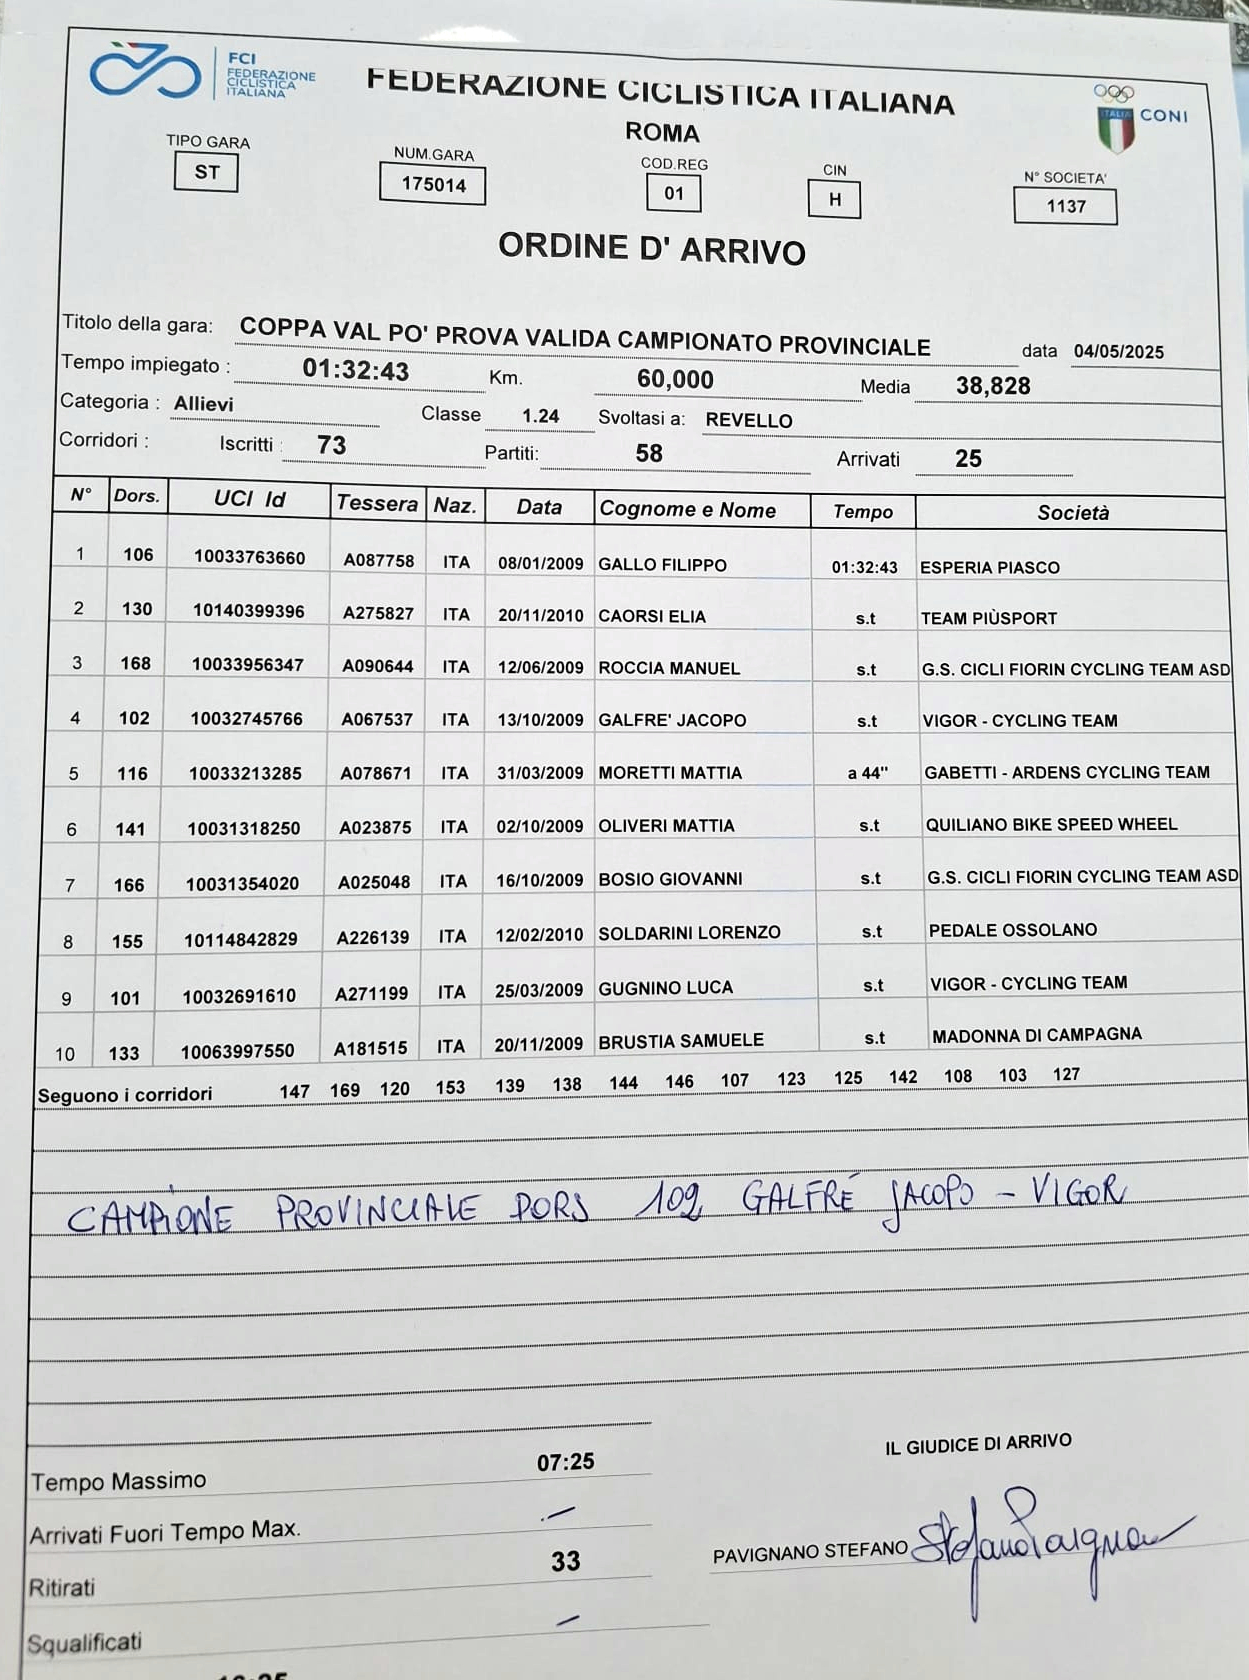 FCI
FEDERAZIONE
CICLISTICA
ITALIANA
FEDERAZIONE CICLISTICA ITALIANA
ROMA
ITALIA CONI
TIPO GARA
ST
NUM.GARA
175014
COD.REG
01
CIN
H
N° SOCIETA'
1137
ORDINE D' ARRIVO
Titolo della gara: COPPA VAL PO' PROVA VALIDA CAMPIONATO PROVINCIALE data 04/05/2025
Tempo impiegato : 01:32:43 Km. 60,000 Media 38,828
Categoria : Allievi Classe 1.24 Svoltasi a: REVELLO
Corridori : Iscritti : 73 Partiti: 58 Arrivati 25
N° Dors. UCI Id Tessera Naz. Data Cognome e Nome Tempo Società
1 106 10033763660 A087758 ITA 08/01/2009 GALLO FILIPPO 01:32:43 ESPERIA PIASCO
2 130 10140399396 A275827 ITA 20/11/2010 CAORSI ELIA s.t TEAM PIÙSPORT
3 168 10033956347 A090644 ITA 12/06/2009 ROCCIA MANUEL s.t G.S. CICLI FIORIN CYCLING TEAM ASD
4 102 10032745766 A067537 ITA 13/10/2009 GALFRE' JACOPO s.t VIGOR - CYCLING TEAM
5 116 10033213285 A078671 ITA 31/03/2009 MORETTI MATTIA a 44" GABETTI - ARDENS CYCLING TEAM
6 141 10031318250 A023875 ITA 02/10/2009 OLIVERI MATTIA s.t QUILIANO BIKE SPEED WHEEL
7 166 10031354020 A025048 ITA 16/10/2009 BOSIO GIOVANNI s.t G.S. CICLI FIORIN CYCLING TEAM ASD
8 155 10114842829 A226139 ITA 12/02/2010 SOLDARINI LORENZO s.t PEDALE OSSOLANO
9 101 10032691610 A271199 ITA 25/03/2009 GUGNINO LUCA s.t VIGOR - CYCLING TEAM
10 133 10063997550 A181515 ITA 20/11/2009 BRUSTIA SAMUELE s.t MADONNA DI CAMPAGNA
Seguono i corridori 147 169 120 153 139 138 144 146 107 123 125 142 108 103 127
CAMPIONE PROVINCIALE DORS 102 GALFRÉ JACOPO - VIGOR
IL GIUDICE DI ARRIVO
Tempo Massimo 07:25
Arrivati Fuori Tempo Max. -
PAVIGNANO STEFANO Stefano Pavignano
Ritirati 33
Squalificati -